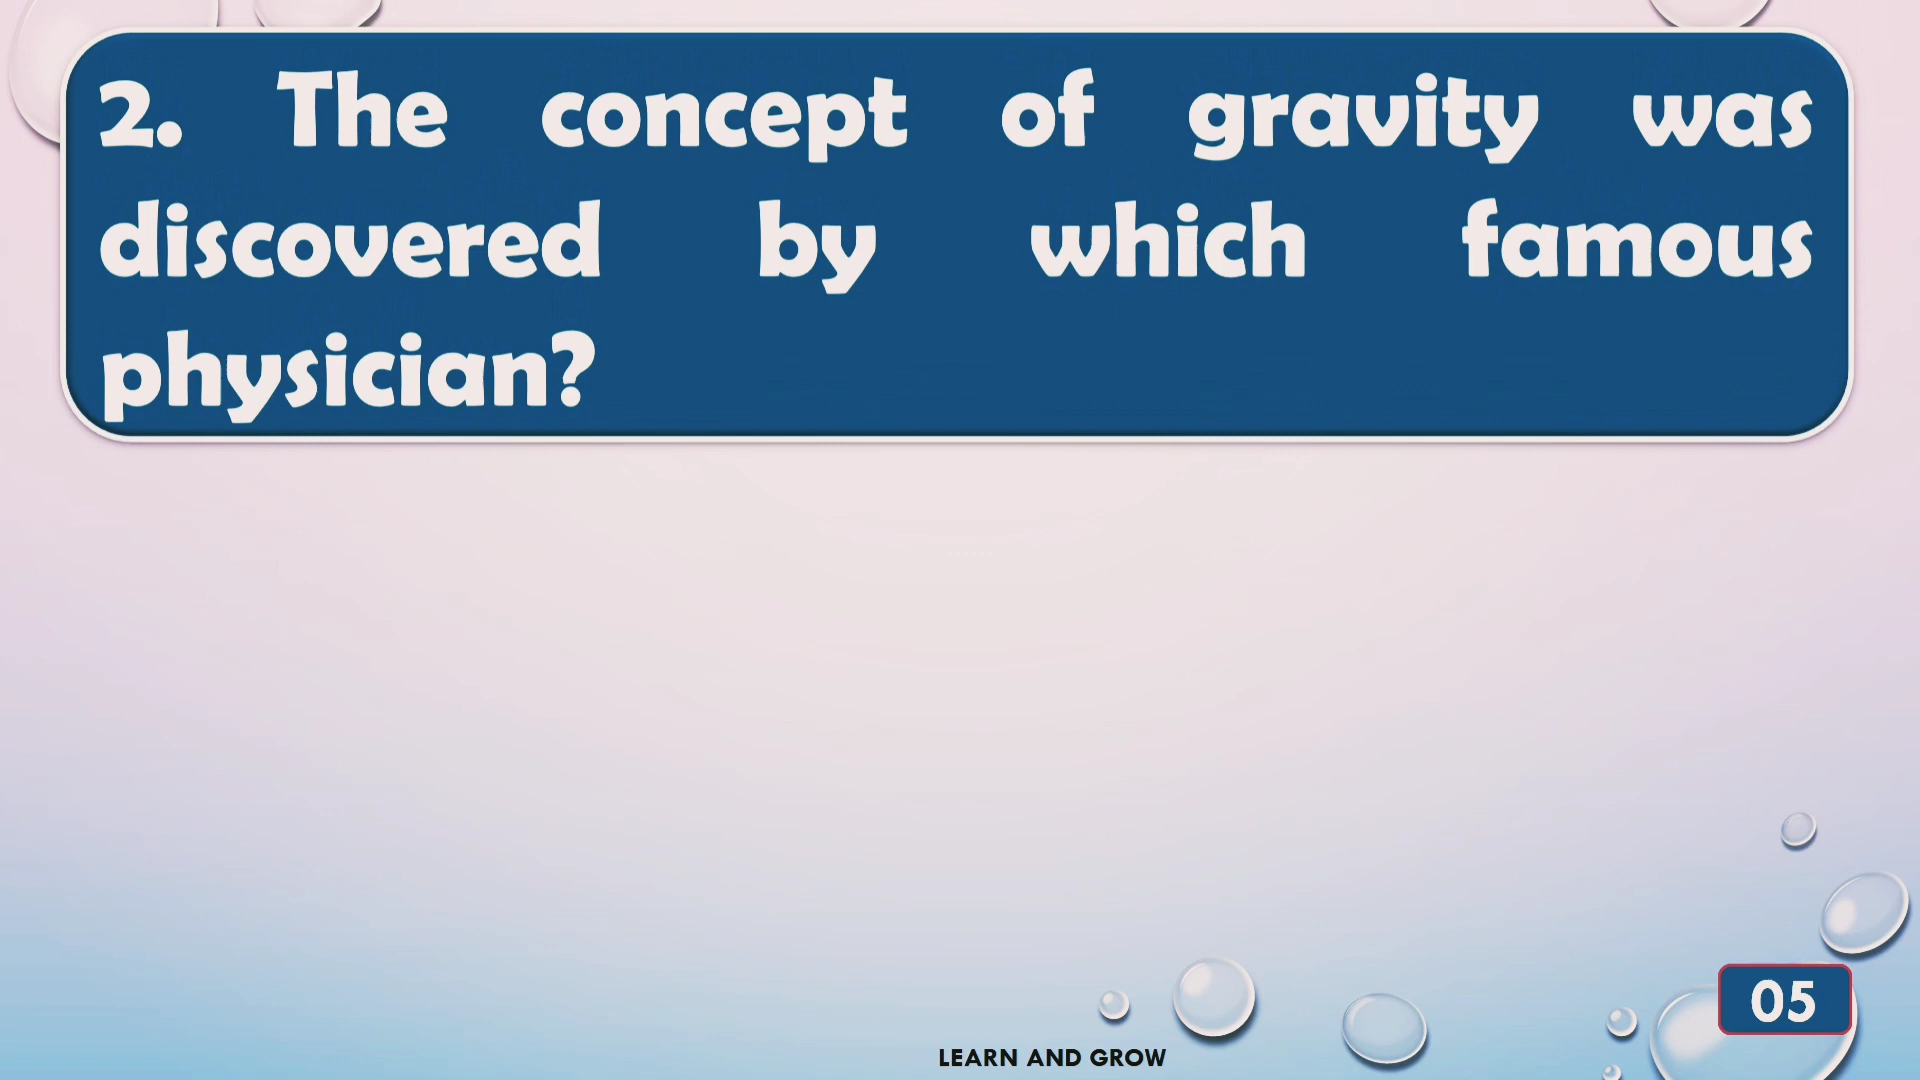 2. The concept of gravity was
discovered by which famous
physician?
05
LEARN AND GROW